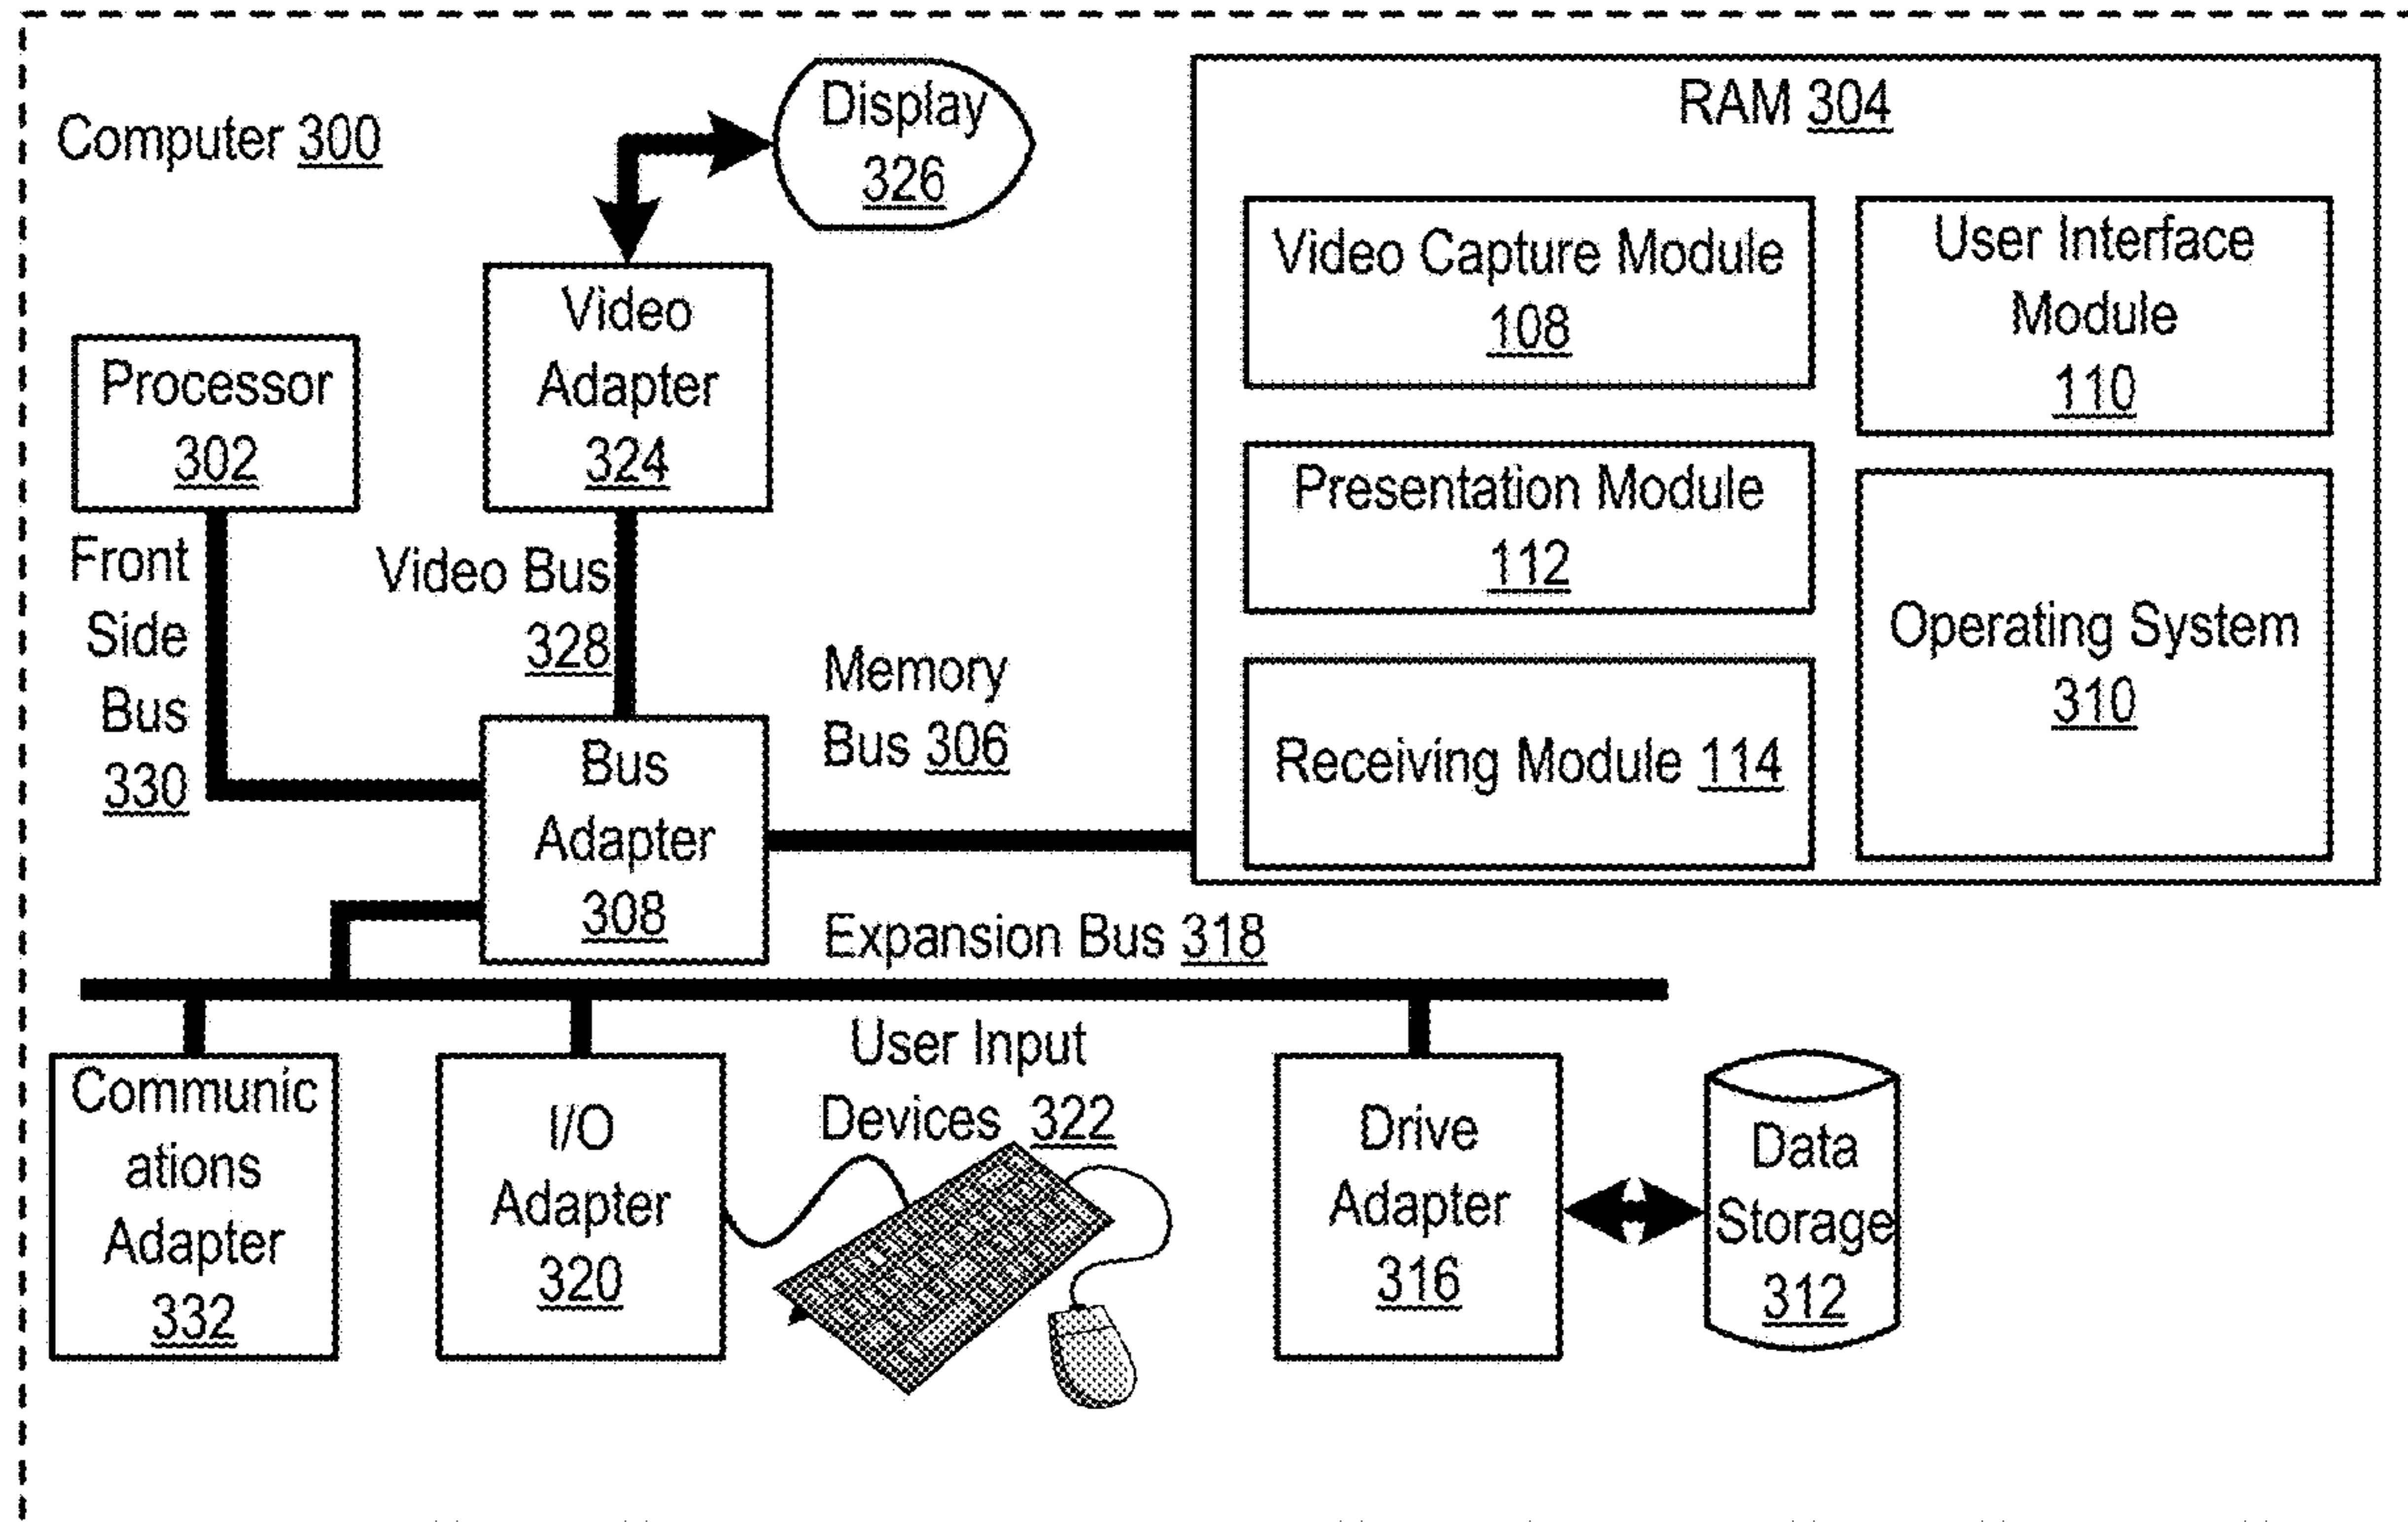 Computer 300
Display
326
Video
Adapter
324
Processor
302
Front
Side
Bus
330
Video Bus
328
Memory
Bus 306
Bus
Adapter
308
RAM 304
Video Capture Module
108
User Interface
Module
110
Presentation Module
112
Operating System
310
Receiving Module 114
Expansion Bus 318
Communic
ations
Adapter
332
I/O
Adapter
320
User Input
Devices 322
Drive
Adapter
316
Data
Storage
312